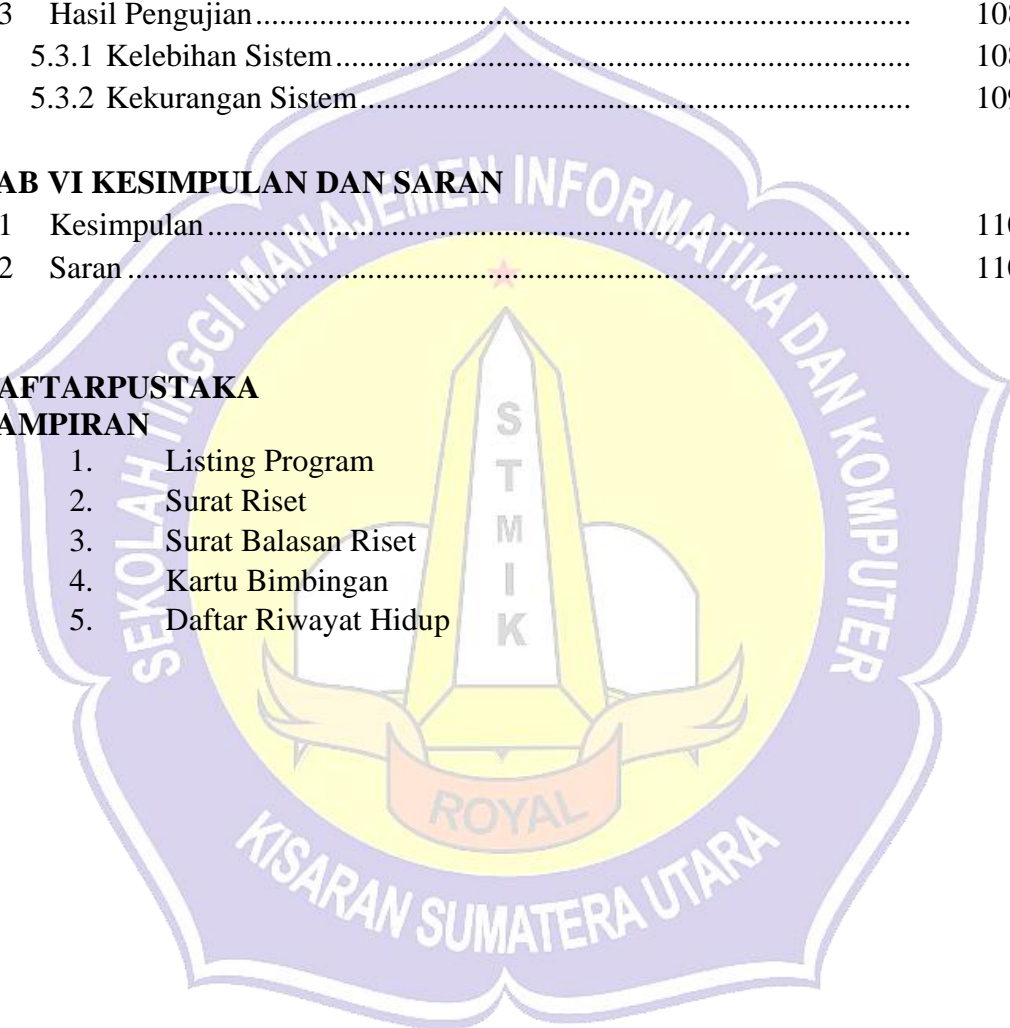 3 Hasil Pengujian........................................................................ 108
5.3.1 Kelebihan Sistem............................................................... 108
5.3.2 Kekurangan Sistem............................................................ 109
AB VI KESIMPULAN DAN SARAN
1 Kesimpulan.............................................................................. 110
2 Saran....................................................................................... 110
AFTARPUSTAKA
AMPIRAN
1. Listing Program
2. Surat Riset
3. Surat Balasan Riset
4. Kartu Bimbingan
5. Daftar Riwayat Hidup
SEKOLAH TINGGI MANAJEMEN INFORMATIKA DAN KOMPUTER
STMIK
ROYAL
KISARAN SUMATERA UTARA